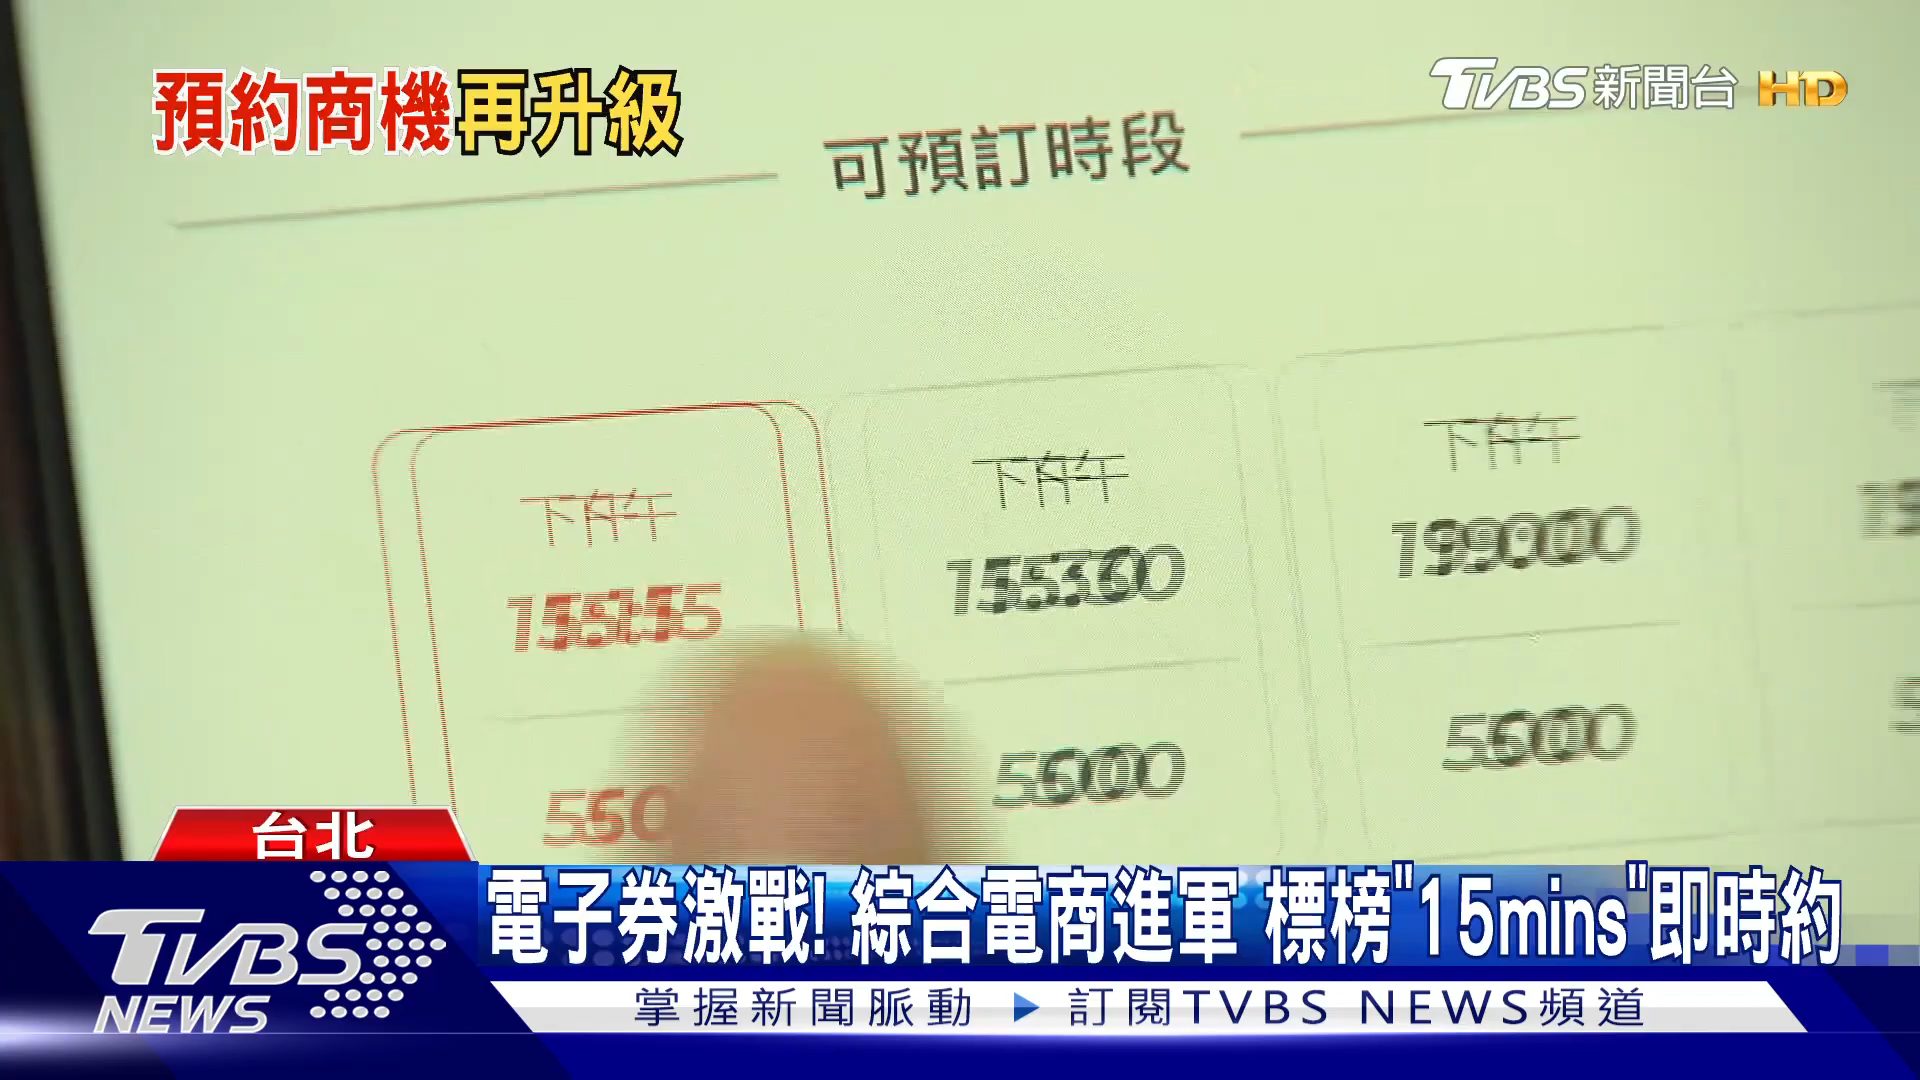 預約商機再升級
TVBS新聞台 HD
可預訂時段
下午
下午
下午
台北
電子券激戰! 綜合電商進軍 標榜"15mins"即時約
TVBS
NEWS
掌握新聞脈動 ▶ 訂閱TVBS NEWS頻道